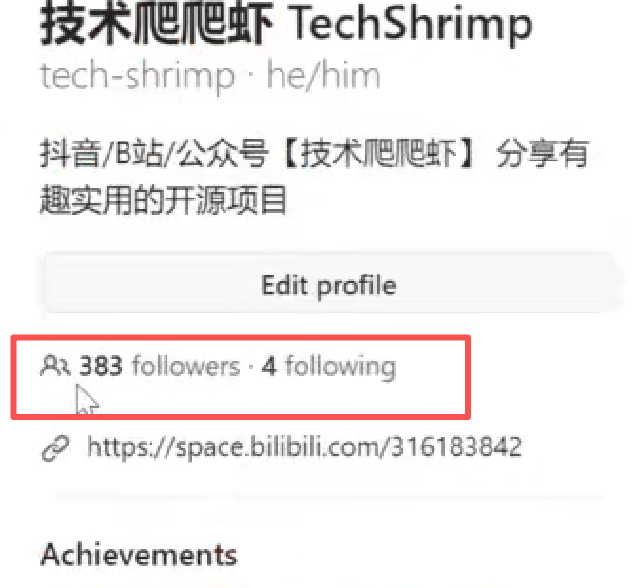 技术爬爬虾 TechShrimp
tech-shrimp · he/him
抖音/B站/公众号【技术爬爬虾】 分享有
趣实用的开源项目
Edit profile
383 followers · 4 following
https://space.bilibili.com/316183842
Achievements